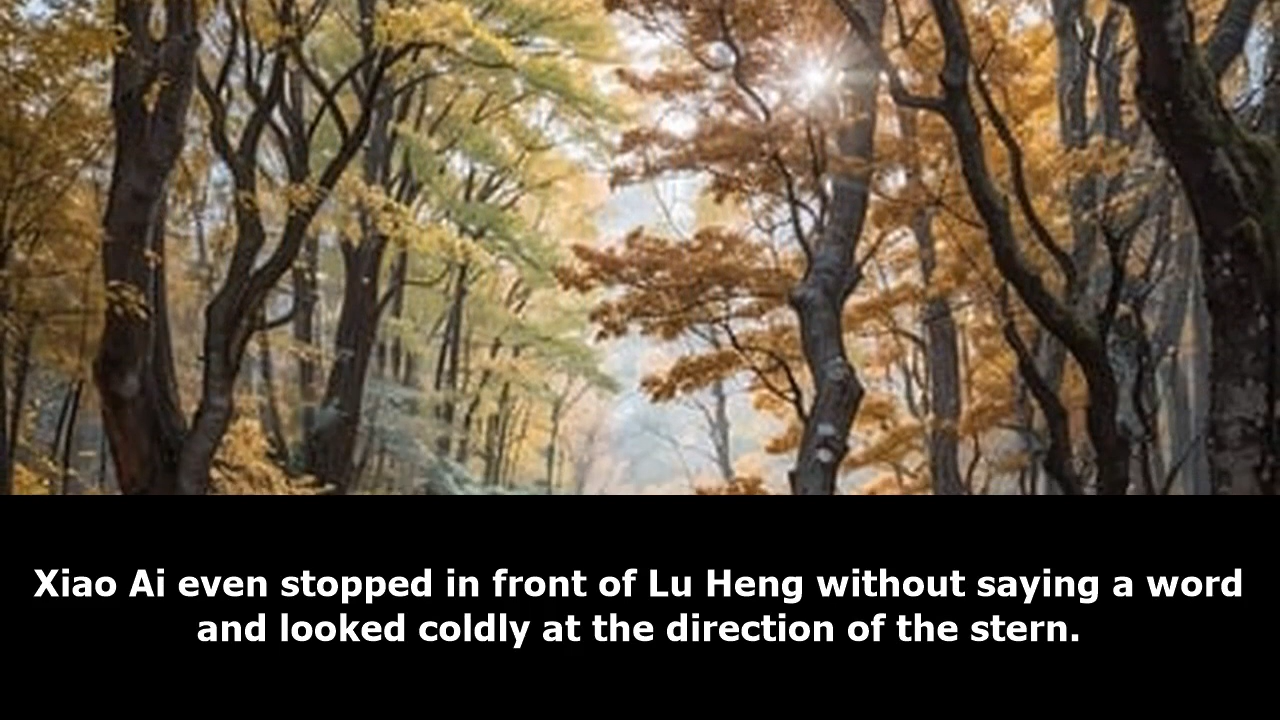 Xiao Ai even stopped in front of Lu Heng without saying a word
and looked coldly at the direction of the stern.